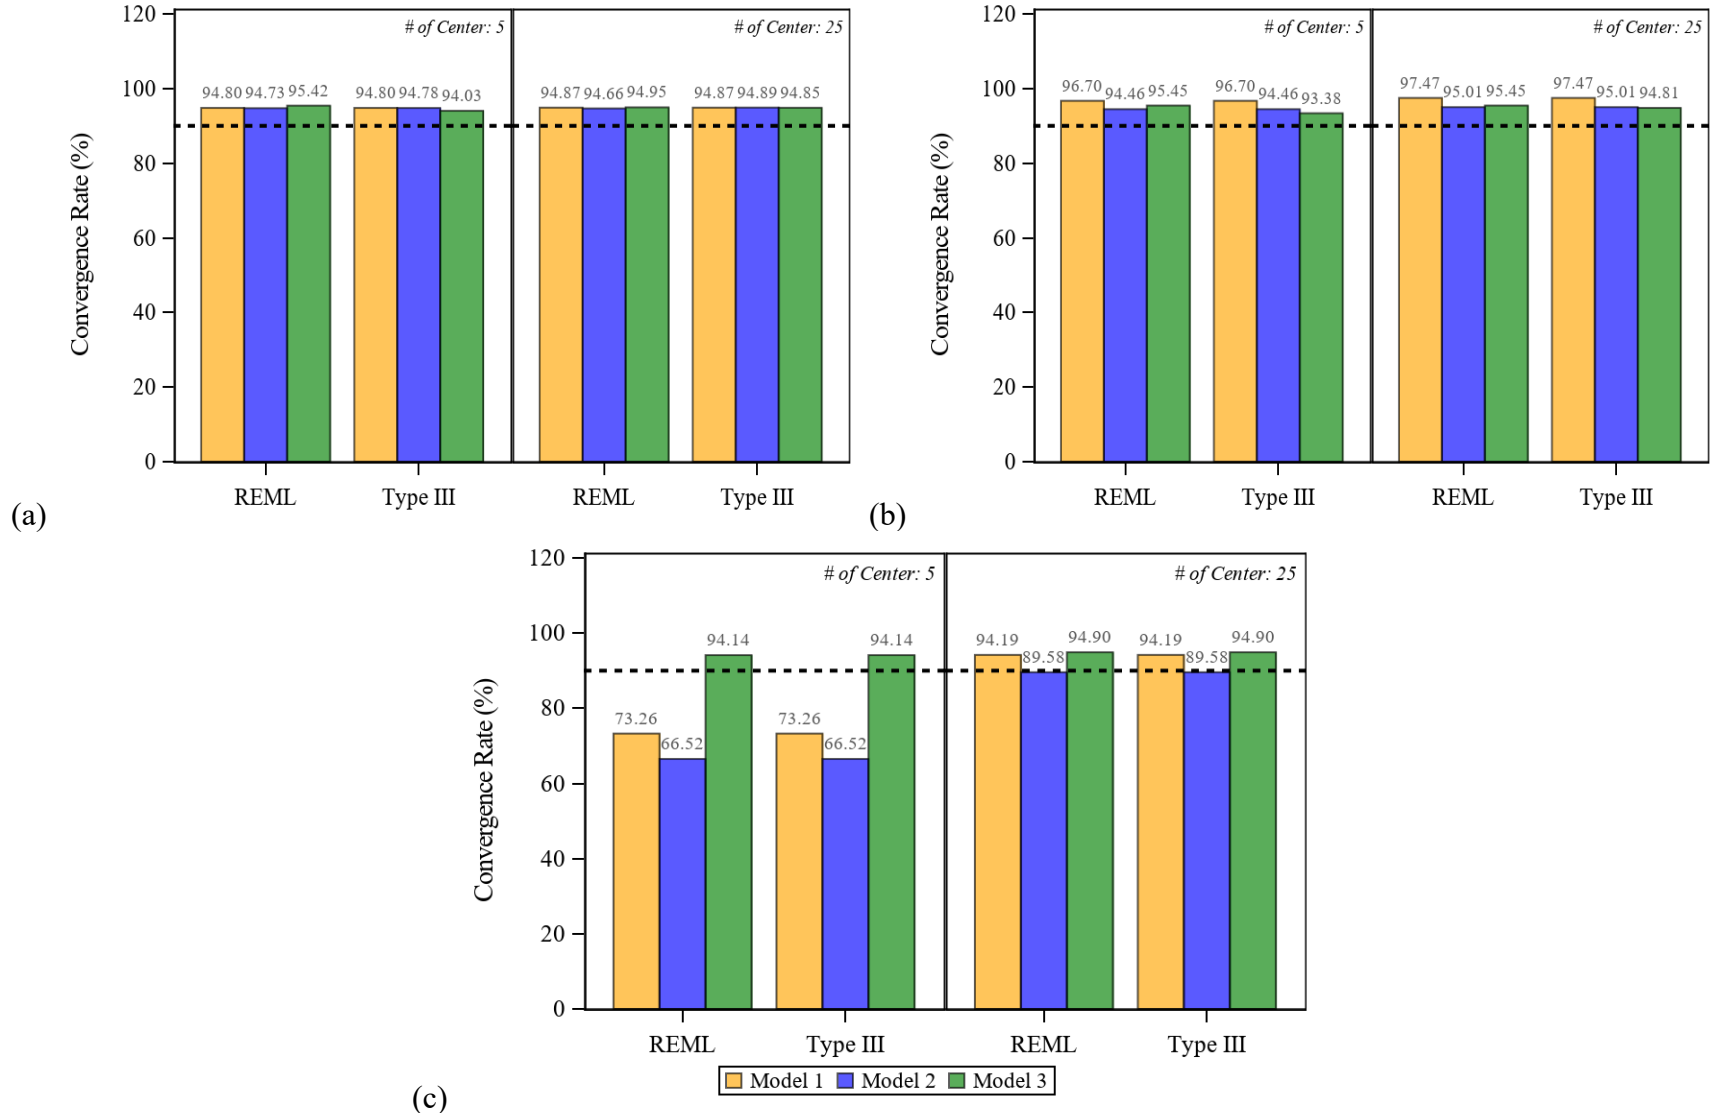 120
100
80
60
40
20
0
Convergence Rate (%)
# of Center: 5
# of Center: 25
94.80 94.73 95.42 94.80 94.78 94.03 94.87 94.66 94.95 94.87 94.89 94.85
REML Type III REML Type III
(a)
120
100
80
60
40
20
0
Convergence Rate (%)
# of Center: 5
# of Center: 25
96.70 94.46 95.45 96.70 94.46 93.38 97.47 95.01 95.45 97.47 95.01 94.81
REML Type III REML Type III
(b)
120
100
80
60
40
20
0
Convergence Rate (%)
# of Center: 5
# of Center: 25
73.26 66.52 94.14 73.26 66.52 94.14 94.19 89.58 94.90 94.19 89.58 94.90
REML Type III REML Type III
Model 1 Model 2 Model 3
(c)